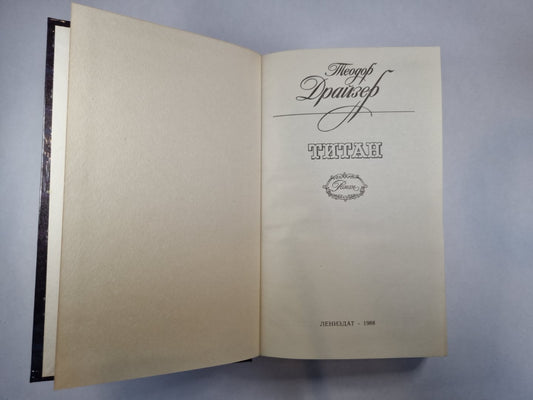 Теодор
Драйзер
ТИТАН
Роман
ЛЕНИЗДАТ · 1988